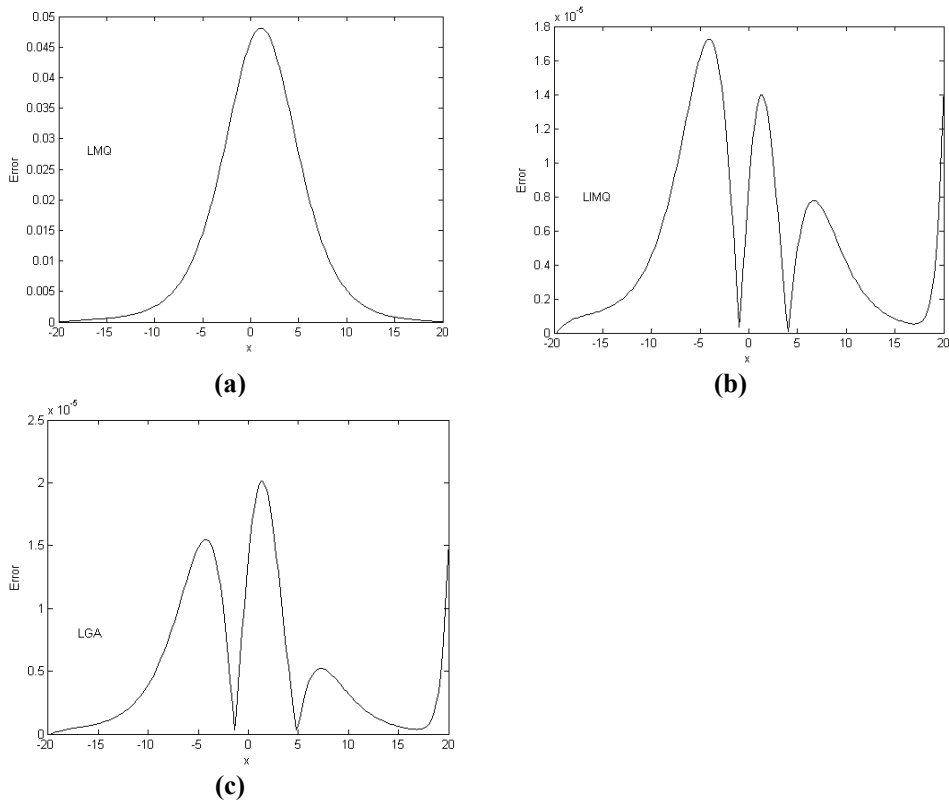 0.05
0.045
0.04
0.035
0.03
0.025
0.02
0.015
0.01
0.005
0
Error
LMQ
-20 -15 -10 -5 0 5 10 15 20
x
(a)
x 10⁻⁵
1.8
1.6
1.4
1.2
1
0.8
0.6
0.4
0.2
0
Error
LIMQ
-20 -15 -10 -5 0 5 10 15 20
x
(b)
x 10⁻⁵
2.5
2
1.5
1
0.5
0
Error
LGA
-20 -15 -10 -5 0 5 10 15 20
x
(c)